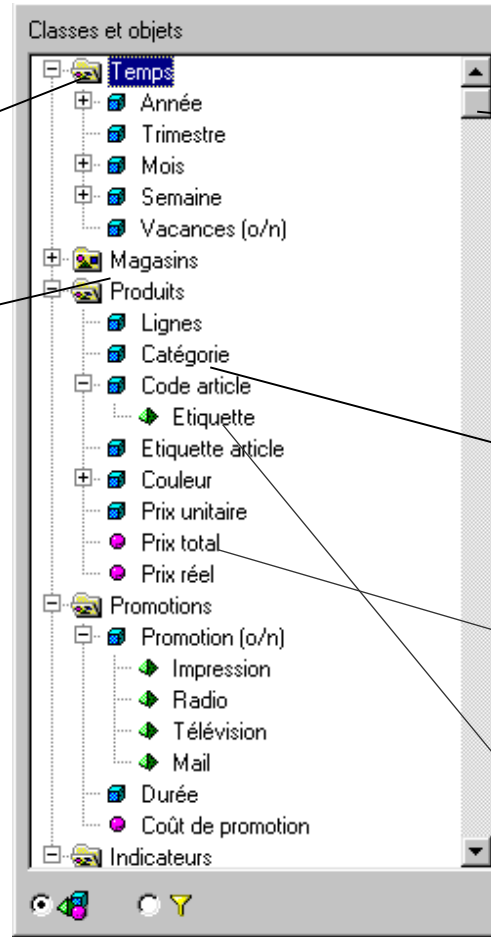 Classes et objets
Temps
Année
Trimestre
Mois
Semaine
Vacances (o/n)
Magasins
Produits
Lignes
Catégorie
Code article
Etiquette
Etiquette article
Couleur
Prix unitaire
Prix total
Prix réel
Promotions
Promotion (o/n)
Impression
Radio
Télévision
Mail
Durée
Coût de promotion
Indicateurs